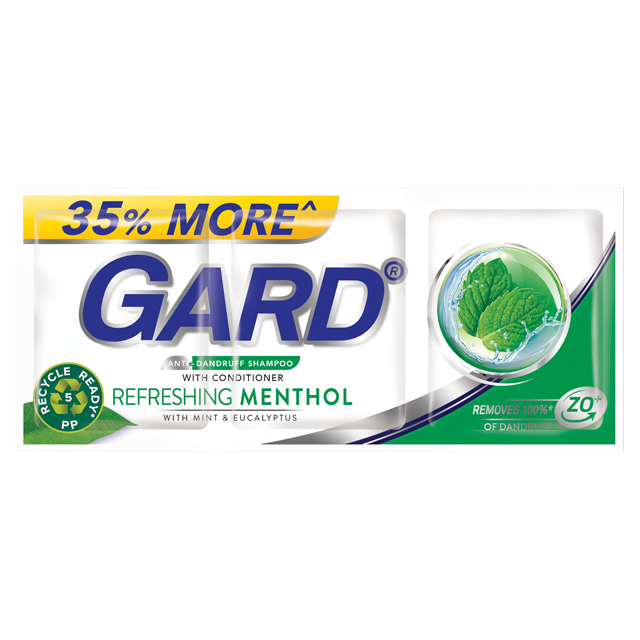 35% MORE^
GARD®
ANTI-DANDRUFF SHAMPOO
WITH CONDITIONER
REFRESHING MENTHOL
WITH MINT & EUCALYPTUS
RECYCLE READY•
5
PP
REMOVES 100%*
OF DANDRUFF
ZO+